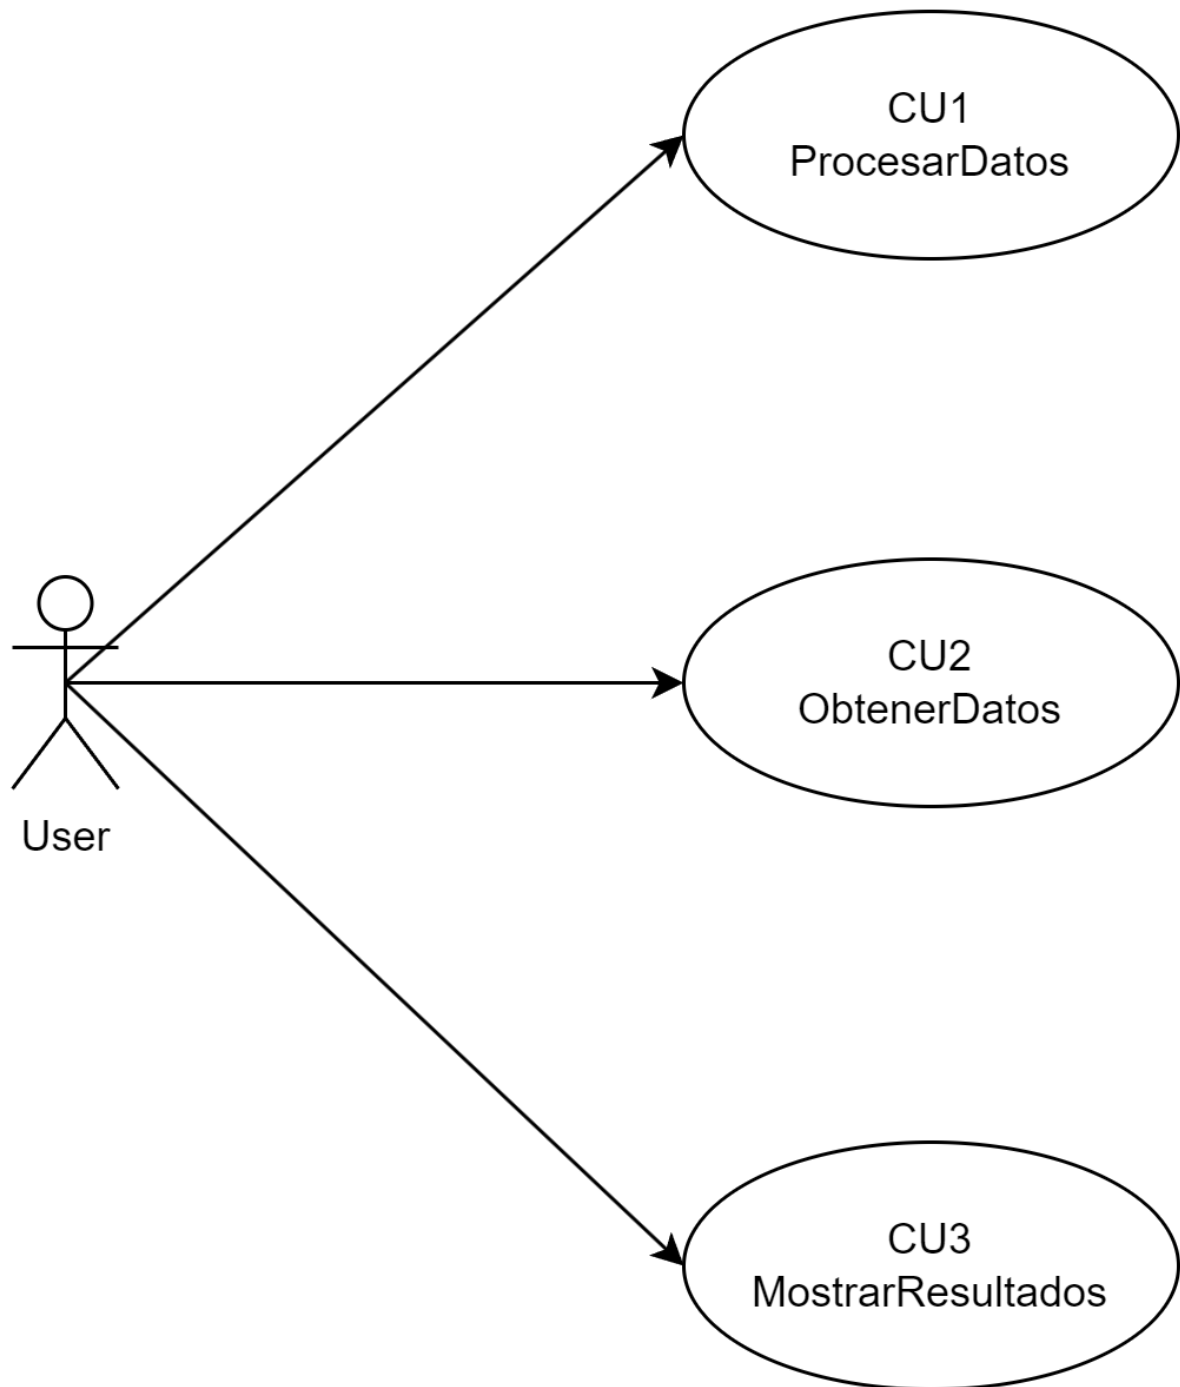 CU1
ProcesarDatos
CU2
ObtenerDatos
User
CU3
MostrarResultados